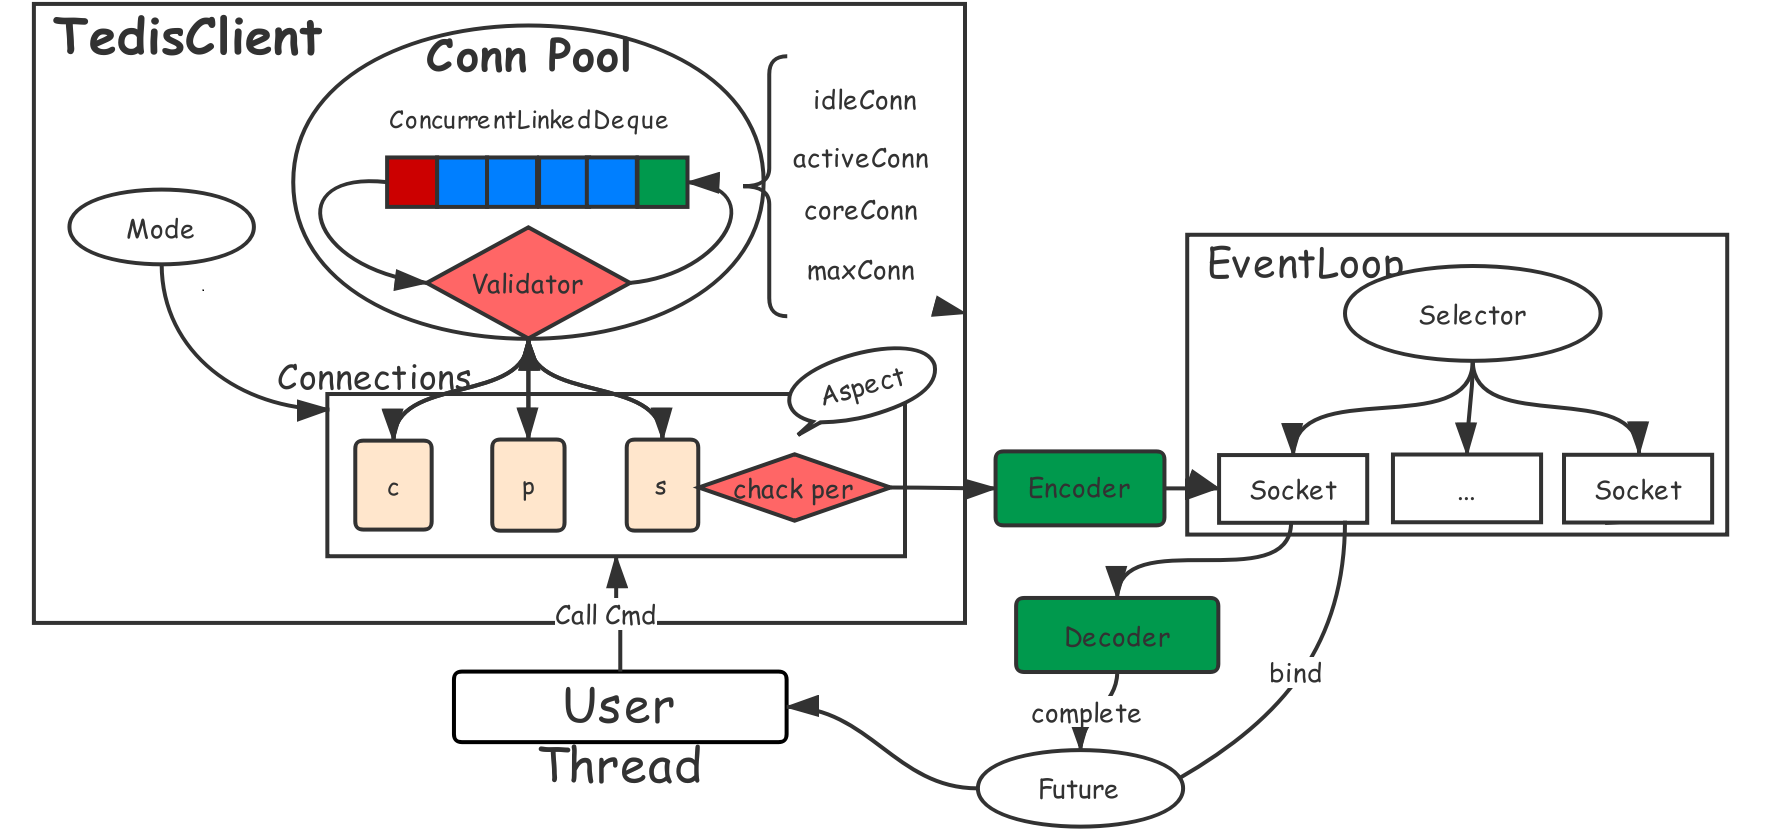 TedisClient
Conn Pool
ConcurrentLinkedDeque
idleConn
activeConn
coreConn
maxConn
Mode
Validator
EventLoop
Selector
Connections
Aspect
c
p
s
chack per
Encoder
Socket
...
Socket
Call Cmd
Decoder
bind
User
Thread
complete
Future